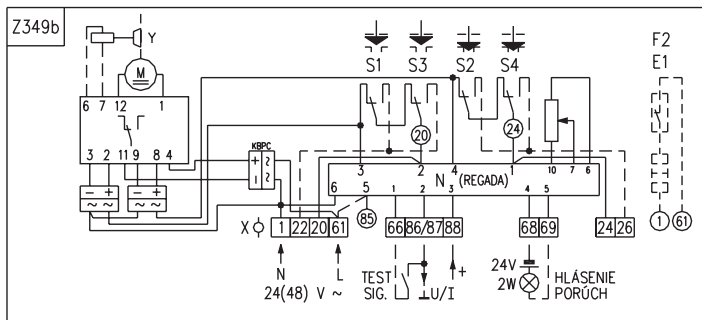 Z349b
Y
M
6 7 12 1
3 2 11 9 8 4
− + − +
~ ~
KBPC
+ ~
− ~
S1 S3 S2 S4
20
24
3 2 4 1 10 7 6
N (REGADA)
6 5 1 2 3 4 5
85
X 1 22 20 61 66 86/87 88 68 69 24 26
N L
24(48) V ~
TEST
SIG.
U/I
+
24V
2W
HLÁSENIE
PORÚCH
F2
E1
1 61